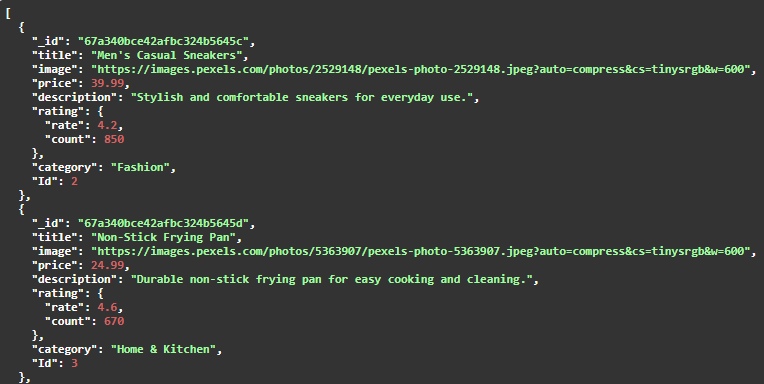 [
  {
    "_id": "67a340bce42afbc324b5645c",
    "title": "Men's Casual Sneakers",
    "image": "https://images.pexels.com/photos/2529148/pexels-photo-2529148.jpeg?auto=compress&cs=tinysrgb&w=600",
    "price": 39.99,
    "description": "Stylish and comfortable sneakers for everyday use.",
    "rating": {
      "rate": 4.2,
      "count": 850
    },
    "category": "Fashion",
    "Id": 2
  },
  {
    "_id": "67a340bce42afbc324b5645d",
    "title": "Non-Stick Frying Pan",
    "image": "https://images.pexels.com/photos/5363907/pexels-photo-5363907.jpeg?auto=compress&cs=tinysrgb&w=600",
    "price": 24.99,
    "description": "Durable non-stick frying pan for easy cooking and cleaning.",
    "rating": {
      "rate": 4.6,
      "count": 670
    },
    "category": "Home & Kitchen",
    "Id": 3
  },